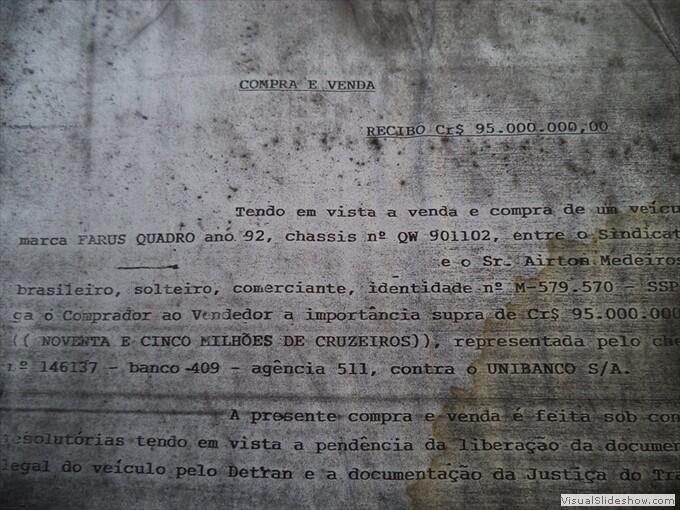 COMPRA E VENDA
RECIBO Cr$ 95.000.000,00
Tendo em vista a venda e compra de um veícu
marca FARUS QUADRO ano 92, chassis nº QW 901102, entre o Sindicat
e o Sr. Airton Medeiros
brasileiro, solteiro, comerciante, identidade nº M-579.570 - SSP
ga o Comprador ao Vendedor a importância supra de Cr$ 95.000.000
(( NOVENTA E CINCO MILHÕES DE CRUZEIROS)), representada pelo che
nº 146137 - banco 409 - agência 511, contra o UNIBANCO S/A.
A presente compra e venda é feita sob con
resolutórias tendo em vista a pendência da liberação da documen
legal do veículo pelo Detran e a documentação da Justiça do Tra
VisualSlideshow.com